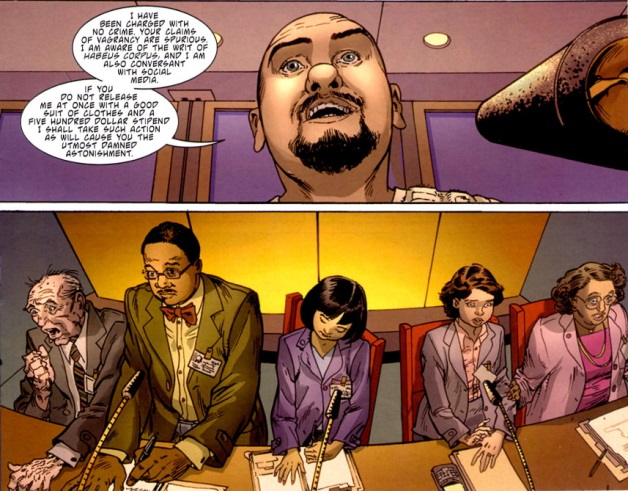 I HAVE
BEEN CHARGED WITH
NO CRIME. YOUR CLAIMS
OF VAGRANCY ARE SPURIOUS.
I AM AWARE OF THE WRIT OF
HABEUS CORPUS, AND I AM
ALSO CONVERSANT
WITH SOCIAL
MEDIA.
IF YOU
DO NOT RELEASE
ME AT ONCE WITH A GOOD
SUIT OF CLOTHES AND A
FIVE HUNDRED DOLLAR STIPEND
I SHALL TAKE SUCH ACTION
AS WILL CAUSE YOU THE
UTMOST DAMNED
ASTONISHMENT.